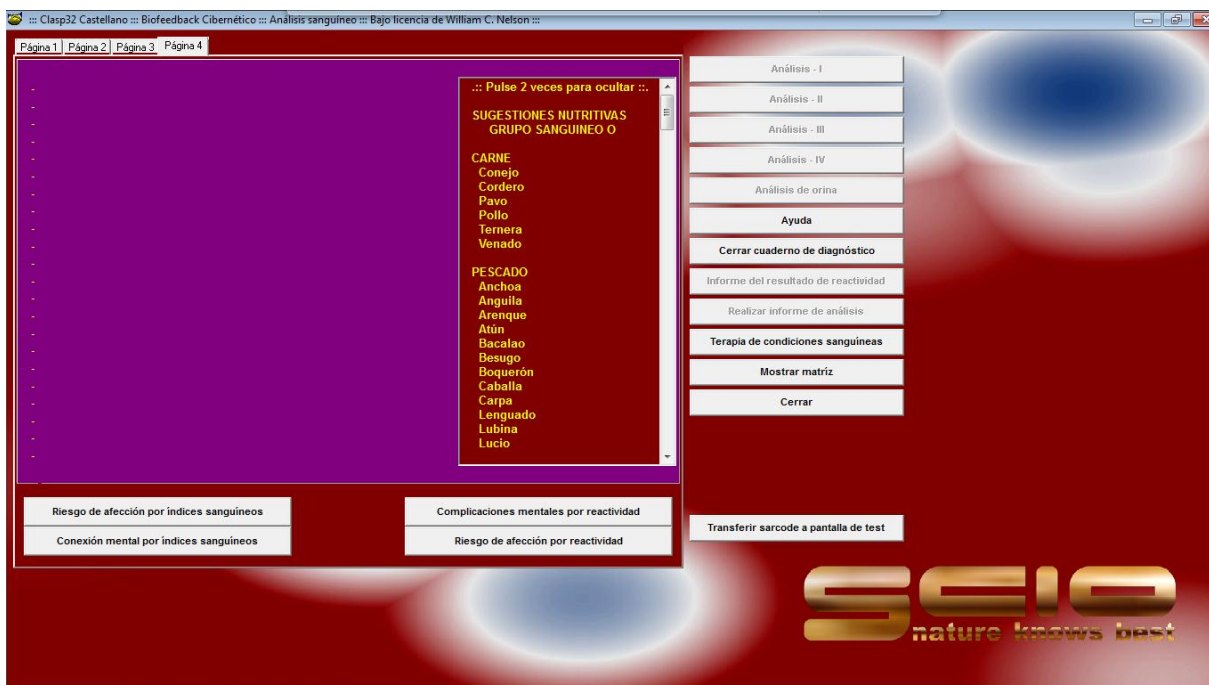 ::: Clasp32 Castellano ::: Biofeedback Cibernético ::: Análisis sanguíneo ::: Bajo licencia de William C. Nelson :::
Página 1 Página 2 Página 3 Página 4
.:: Pulse 2 veces para ocultar ::.
SUGESTIONES NUTRITIVAS
GRUPO SANGUINEO O
CARNE
Conejo
Cordero
Pavo
Pollo
Ternera
Venado
PESCADO
Anchoa
Anguila
Arenque
Atún
Bacalao
Besugo
Boquerón
Caballa
Carpa
Lenguado
Lubina
Lucio
Riesgo de afección por índices sanguíneos
Complicaciones mentales por reactividad
Conexión mental por índices sanguíneos
Riesgo de afección por reactividad
Análisis - I
Análisis - II
Análisis - III
Análisis - IV
Análisis de orina
Ayuda
Cerrar cuaderno de diagnóstico
Informe del resultado de reactividad
Realizar informe de análisis
Terapia de condiciones sanguíneas
Mostrar matríz
Cerrar
Transferir sarcode a pantalla de test
SCIO
nature knows best